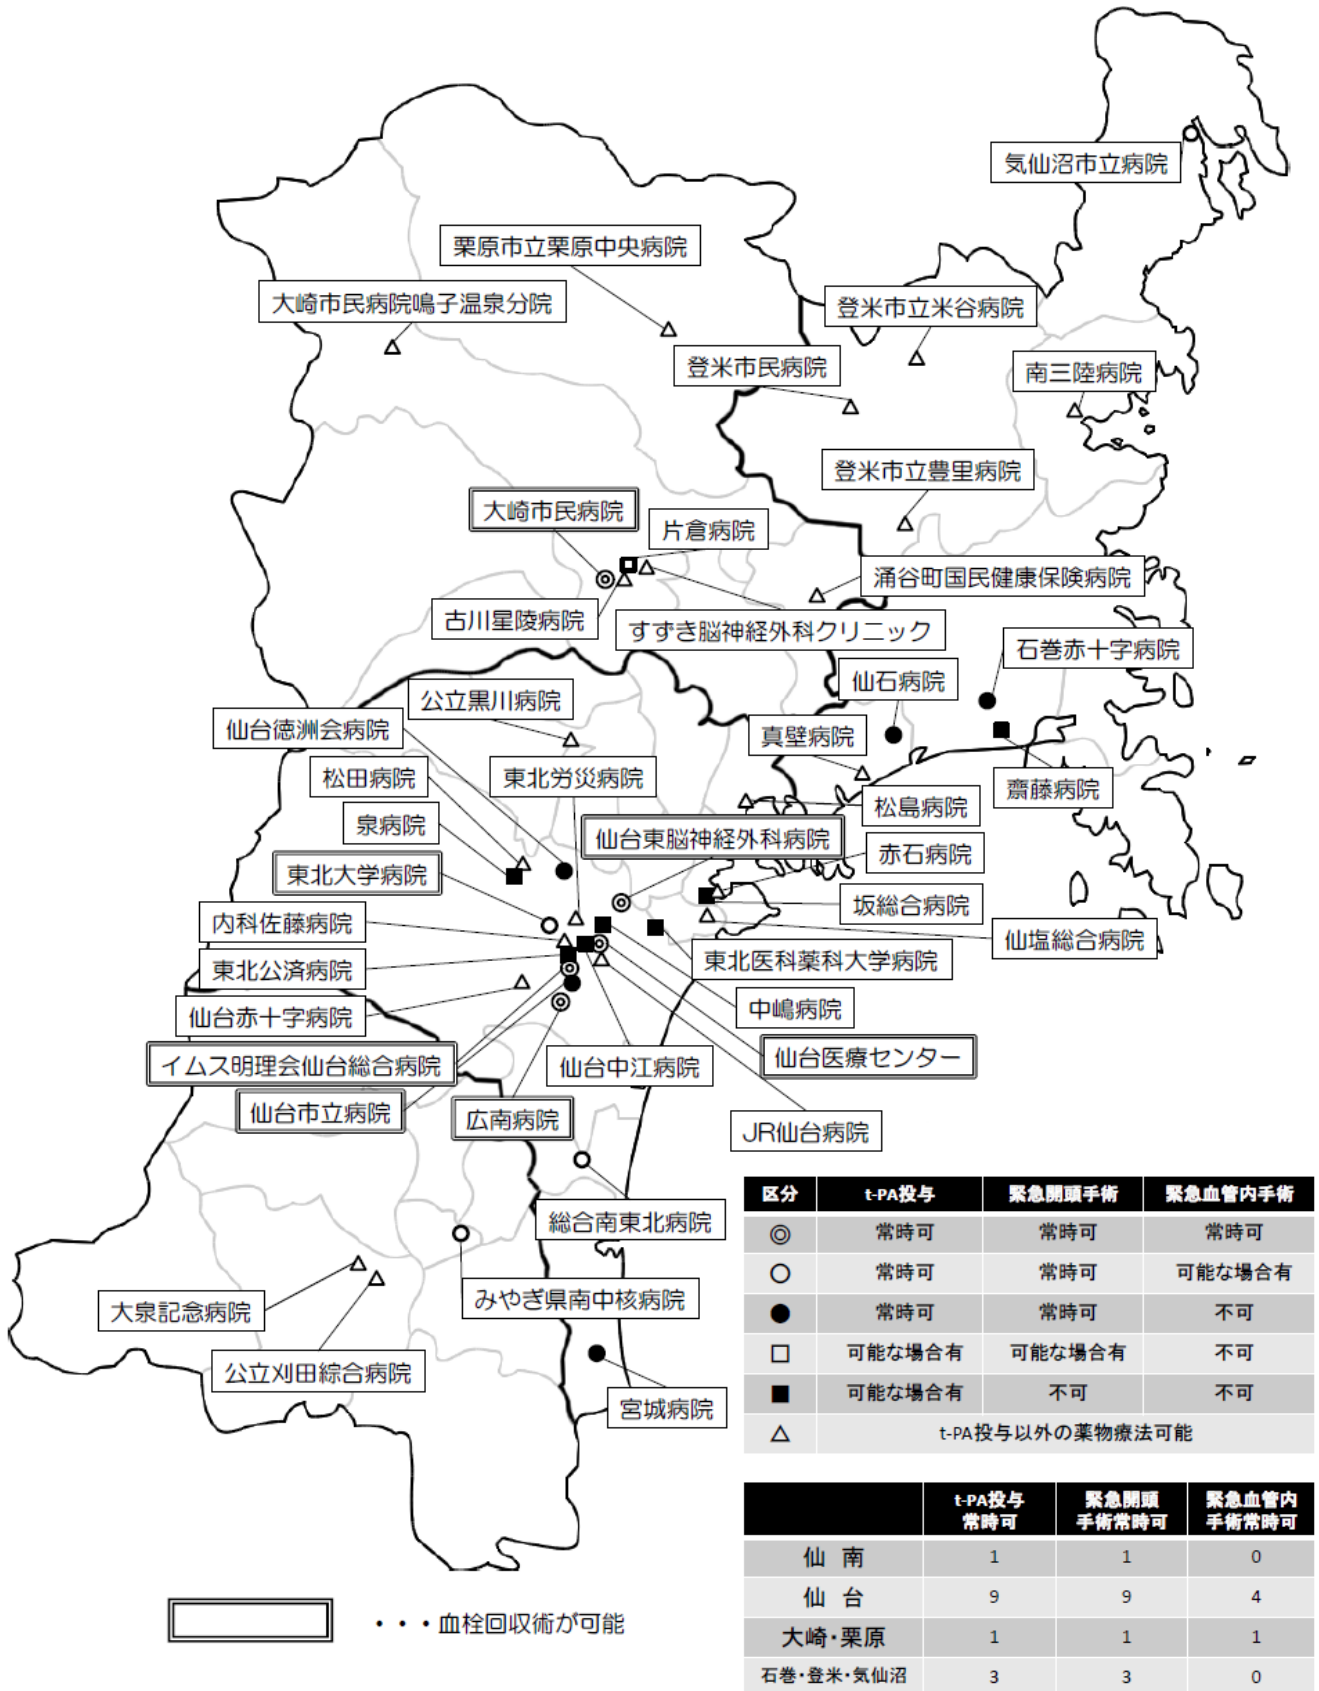 気仙沼市立病院
栗原市立栗原中央病院
大崎市民病院鳴子温泉分院
登米市立米谷病院
登米市民病院
南三陸病院
登米市立豊里病院
大崎市民病院
片倉病院
涌谷町国民健康保険病院
古川星陵病院
すずき脳神経外科クリニック
石巻赤十字病院
仙石病院
公立黒川病院
仙台徳洲会病院
真壁病院
松田病院
東北労災病院
齋藤病院
松島病院
泉病院
仙台東脳神経外科病院
赤石病院
東北大学病院
坂総合病院
内科佐藤病院
仙塩総合病院
東北公済病院
東北医科薬科大学病院
中嶋病院
仙台赤十字病院
イムス明理会仙台総合病院
仙台中江病院
仙台医療センター
仙台市立病院
広南病院
JR仙台病院
総合南東北病院
みやぎ県南中核病院
大泉記念病院
公立刈田綜合病院
宮城病院
区分 t-PA投与 緊急開頭手術 緊急血管内手術
◎ 常時可 常時可 常時可
○ 常時可 常時可 可能な場合有
● 常時可 常時可 不可
□ 可能な場合有 可能な場合有 不可
■ 可能な場合有 不可 不可
△ t-PA投与以外の薬物療法可能
t-PA投与 緊急開頭 緊急血管内
常時可 手術常時可 手術常時可
仙 南 1 1 0
仙 台 9 9 4
大崎・栗原 1 1 1
石巻・登米・気仙沼 3 3 0
・・・血栓回収術が可能